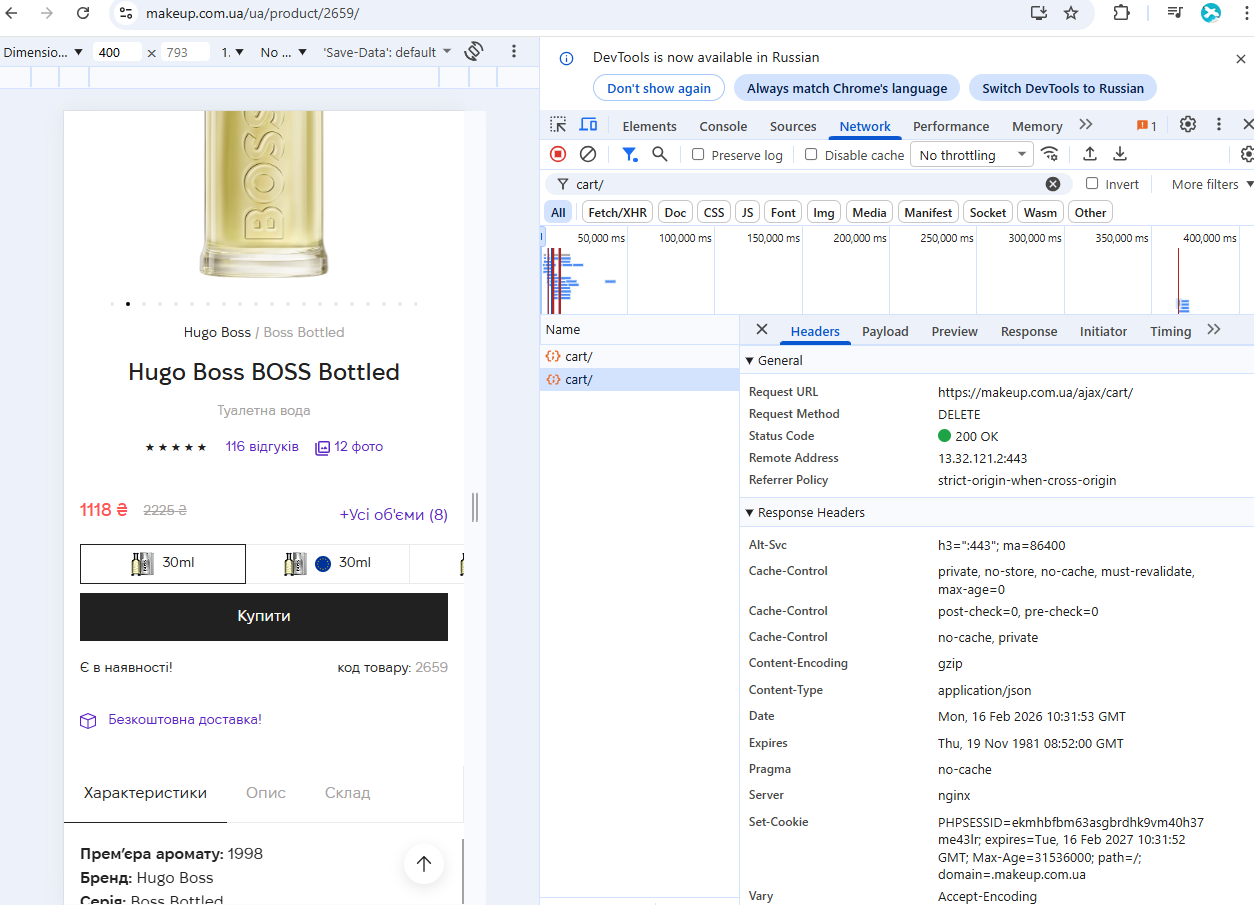 makeup.com.ua/ua/product/2659/
Dimensio... ▼ 400 × 793 1. ▼ No ... ▼ 'Save-Data': default
DevTools is now available in Russian
Don't show again Always match Chrome's language Switch DevTools to Russian
Elements Console Sources Network Performance Memory 1
Preserve log Disable cache No throttling
cart/ Invert More filters
All Fetch/XHR Doc CSS JS Font Img Media Manifest Socket Wasm Other
50,000 ms 100,000 ms 150,000 ms 200,000 ms 250,000 ms 300,000 ms 350,000 ms 400,000 ms
BOSS
Hugo Boss / Boss Bottled
Hugo Boss BOSS Bottled
Туалетна вода
★★★★★ 116 відгуків 12 фото
1118 ₴ 2225 ₴ +Усі об'єми (8)
30ml 30ml
Купити
Є в наявності! код товару: 2659
Безкоштовна доставка!
Характеристики Опис Склад
Прем’єра аромату: 1998
Бренд: Hugo Boss
Серія: Boss Bottled
Name
cart/
cart/
Headers Payload Preview Response Initiator Timing
General
Request URL https://makeup.com.ua/ajax/cart/
Request Method DELETE
Status Code 200 OK
Remote Address 13.32.121.2:443
Referrer Policy strict-origin-when-cross-origin
Response Headers
Alt-Svc h3=":443"; ma=86400
Cache-Control private, no-store, no-cache, must-revalidate,
max-age=0
Cache-Control post-check=0, pre-check=0
Cache-Control no-cache, private
Content-Encoding gzip
Content-Type application/json
Date Mon, 16 Feb 2026 10:31:53 GMT
Expires Thu, 19 Nov 1981 08:52:00 GMT
Pragma no-cache
Server nginx
Set-Cookie PHPSESSID=ekmhbfbm63asgbrdhk9vm40h37
me43lr; expires=Tue, 16 Feb 2027 10:31:52
GMT; Max-Age=31536000; path=/;
domain=.makeup.com.ua
Vary Accept-Encoding